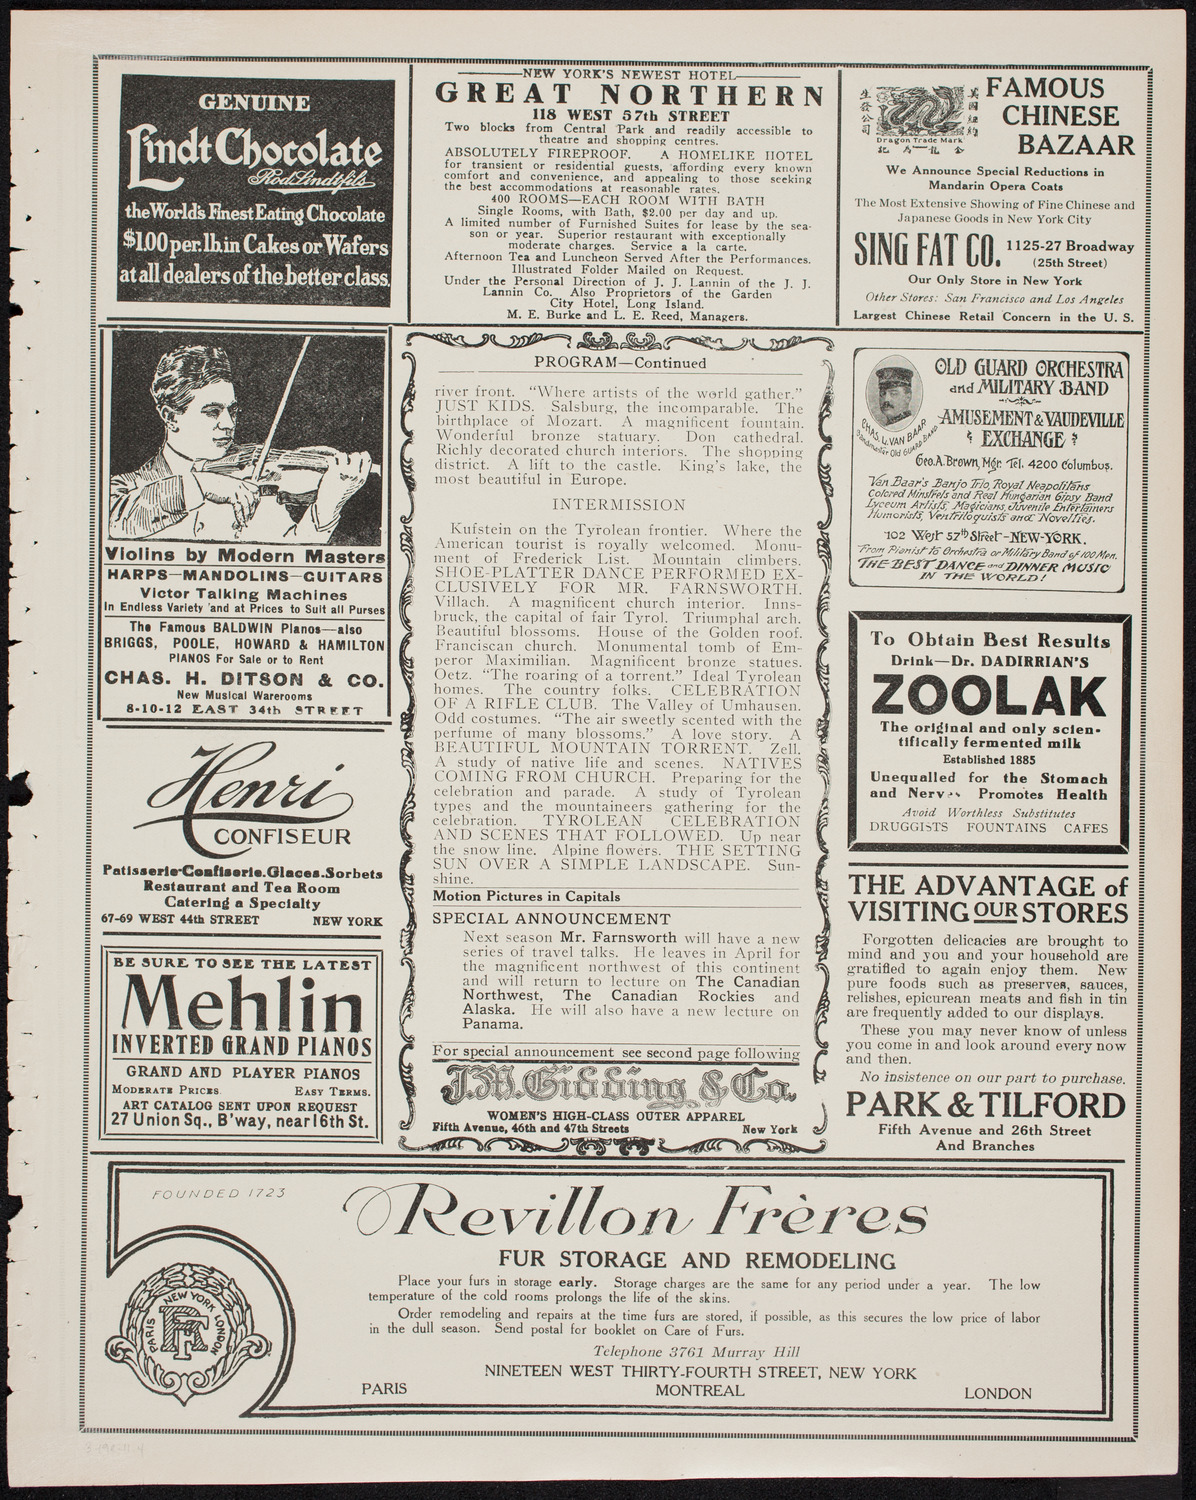 GENUINE
Lindt Chocolate
Rod. Lindt fils
the World's Finest Eating Chocolate
$1.00 per. lb in Cakes or Wafers
at all dealers of the better class.
NEW YORK'S NEWEST HOTEL
GREAT NORTHERN
118 WEST 57th STREET
Two blocks from Central Park and readily accessible to
theatre and shopping centres.
ABSOLUTELY FIREPROOF. A HOMELIKE HOTEL
for transient or residential guests, affording every known
comfort and convenience, and appealing to those seeking
the best accommodations at reasonable rates.
400 ROOMS—EACH ROOM WITH BATH
Single Rooms, with Bath, $2.00 per day and up.
A limited number of Furnished Suites for lease by the sea-
son or year. Superior restaurant with exceptionally
moderate charges. Service a la carte.
Afternoon Tea and Luncheon Served After the Performances.
Illustrated Folder Mailed on Request.
Under the Personal Direction of J. J. Lannin of the J. J.
Lannin Co. Also Proprietors of the Garden
City Hotel, Long Island.
M. E. Burke and L. E. Reed, Managers.
生發公司
Dragon Trade Mark
FAMOUS
CHINESE
BAZAAR
We Announce Special Reductions in
Mandarin Opera Coats
The Most Extensive Showing of Fine Chinese and
Japanese Goods in New York City
SING FAT CO. 1125-27 Broadway
(25th Street)
Our Only Store in New York
Other Stores: San Francisco and Los Angeles
Largest Chinese Retail Concern in the U. S.
Violins by Modern Masters
HARPS—MANDOLINS—GUITARS
Victor Talking Machines
In Endless Variety and at Prices to Suit all Purses
The Famous BALDWIN Pianos—also
BRIGGS, POOLE, HOWARD & HAMILTON
PIANOS For Sale or to Rent
CHAS. H. DITSON & CO.
New Musical Warerooms
8-10-12 EAST 34th STREET
Henri
CONFISEUR
Patisserie-Confiserie.Glaces.Sorbets
Restaurant and Tea Room
Catering a Specialty
67-69 WEST 44th STREET NEW YORK
BE SURE TO SEE THE LATEST
Mehlin
INVERTED GRAND PIANOS
GRAND AND PLAYER PIANOS
MODERATE PRICES. EASY TERMS.
ART CATALOG SENT UPON REQUEST
27 Union Sq., B'way, near 16th St.
PROGRAM—Continued
river front. "Where artists of the world gather."
JUST KIDS. Salsburg, the incomparable. The
birthplace of Mozart. A magnificent fountain.
Wonderful bronze statuary. Don cathedral.
Richly decorated church interiors. The shopping
district. A lift to the castle. King's lake, the
most beautiful in Europe.
INTERMISSION
Kufstein on the Tyrolean frontier. Where the
American tourist is royally welcomed. Monu-
ment of Frederick List. Mountain climbers.
SHOE-PLATTER DANCE PERFORMED EX-
CLUSIVELY FOR MR. FARNSWORTH.
Villach. A magnificent church interior. Inns-
bruck, the capital of fair Tyrol. Triumphal arch.
Beautiful blossoms. House of the Golden roof.
Franciscan church. Monumental tomb of Em-
peror Maximilian. Magnificent bronze statues.
Oetz. "The roaring of a torrent." Ideal Tyrolean
homes. The country folks. CELEBRATION
OF A RIFLE CLUB. The Valley of Umhausen.
Odd costumes. "The air sweetly scented with the
perfume of many blossoms." A love story. A
BEAUTIFUL MOUNTAIN TORRENT. Zell.
A study of native life and scenes. NATIVES
COMING FROM CHURCH. Preparing for the
celebration and parade. A study of Tyrolean
types and the mountaineers gathering for the
celebration. TYROLEAN CELEBRATION
AND SCENES THAT FOLLOWED. Up near
the snow line. Alpine flowers. THE SETTING
SUN OVER A SIMPLE LANDSCAPE. Sun-
shine.
Motion Pictures in Capitals
SPECIAL ANNOUNCEMENT
Next season Mr. Farnsworth will have a new
series of travel talks. He leaves in April for
the magnificent northwest of this continent
and will return to lecture on The Canadian
Northwest, The Canadian Rockies and
Alaska. He will also have a new lecture on
Panama.
For special announcement see second page following
J.M. Gidding & Co.
WOMEN'S HIGH-CLASS OUTER APPAREL
Fifth Avenue, 46th and 47th Streets New York
CHAS. L. VAN BAAR
Bandmaster Old Guard Band
OLD GUARD ORCHESTRA
and MILITARY BAND
AMUSEMENT & VAUDEVILLE
EXCHANGE
Geo. A. Brown, Mgr. Tel. 4200 Columbus.
Van Baar's Banjo Trio, Royal Neapolitans
Colored Minstrels and Real Hungarian Gipsy Band
Lyceum Artists, Magicians, Juvenile Entertainers
Humorists, Ventriloquists and Novelties.
102 West 57th Street-NEW-YORK.
From Pianist to Orchestra or Military Band of 100 Men.
THE BEST DANCE and DINNER MUSIC
IN THE WORLD!
To Obtain Best Results
Drink—Dr. DADIRRIAN'S
ZOOLAK
The original and only scien-
tifically fermented milk
Established 1885
Unequalled for the Stomach
and Promotes Health
Avoid Worthless Substitutes
DRUGGISTS FOUNTAINS CAFES
THE ADVANTAGE of
VISITING OUR STORES
Forgotten delicacies are brought to
mind and you and your household are
gratified to again enjoy them. New
pure foods such as preserves, sauces,
relishes, epicurean meats and fish in tin
are frequently added to our displays.
These you may never know of unless
you come in and look around every now
and then.
No insistence on our part to purchase.
PARK & TILFORD
Fifth Avenue and 26th Street
And Branches
FOUNDED 1723
PARIS NEW YORK LONDON
RF
Revillon Frères
FUR STORAGE AND REMODELING
Place your furs in storage early. Storage charges are the same for any period under a year. The low
temperature of the cold rooms prolongs the life of the skins.
Order remodeling and repairs at the time furs are stored, if possible, as this secures the low price of labor
in the dull season. Send postal for booklet on Care of Furs.
Telephone 3761 Murray Hill
NINETEEN WEST THIRTY-FOURTH STREET, NEW YORK
PARIS MONTREAL LONDON